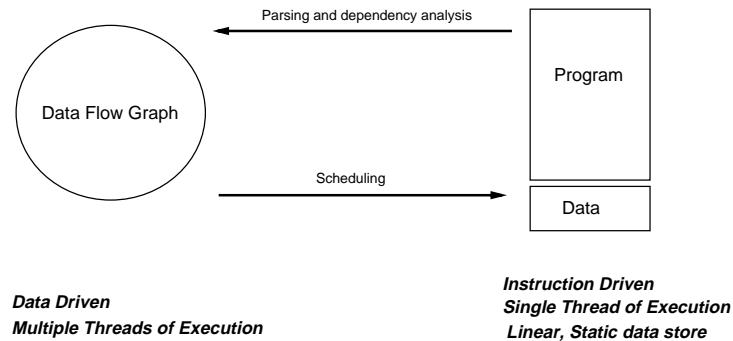 Parsing and dependency analysis
Program
Data Flow Graph
Scheduling
Data
Data Driven
Multiple Threads of Execution
Instruction Driven
Single Thread of Execution
Linear, Static data store